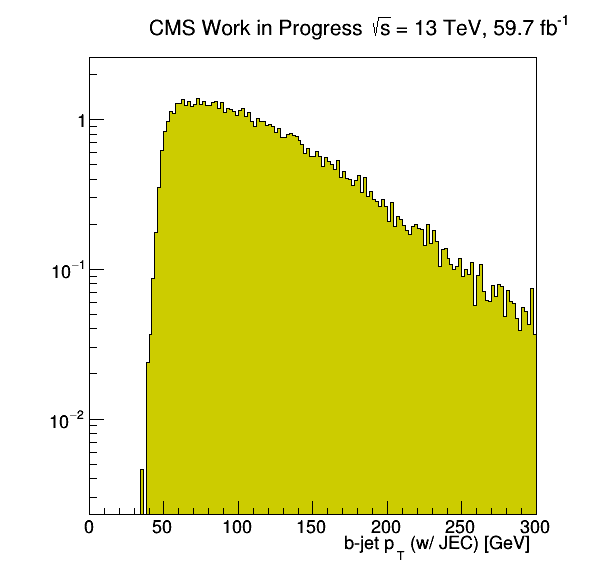 CMS Work in Progress √s = 13 TeV, 59.7 fb⁻¹
1
10⁻¹
10⁻²
0 50 100 150 200 250 300
b-jet p_T (w/ JEC) [GeV]